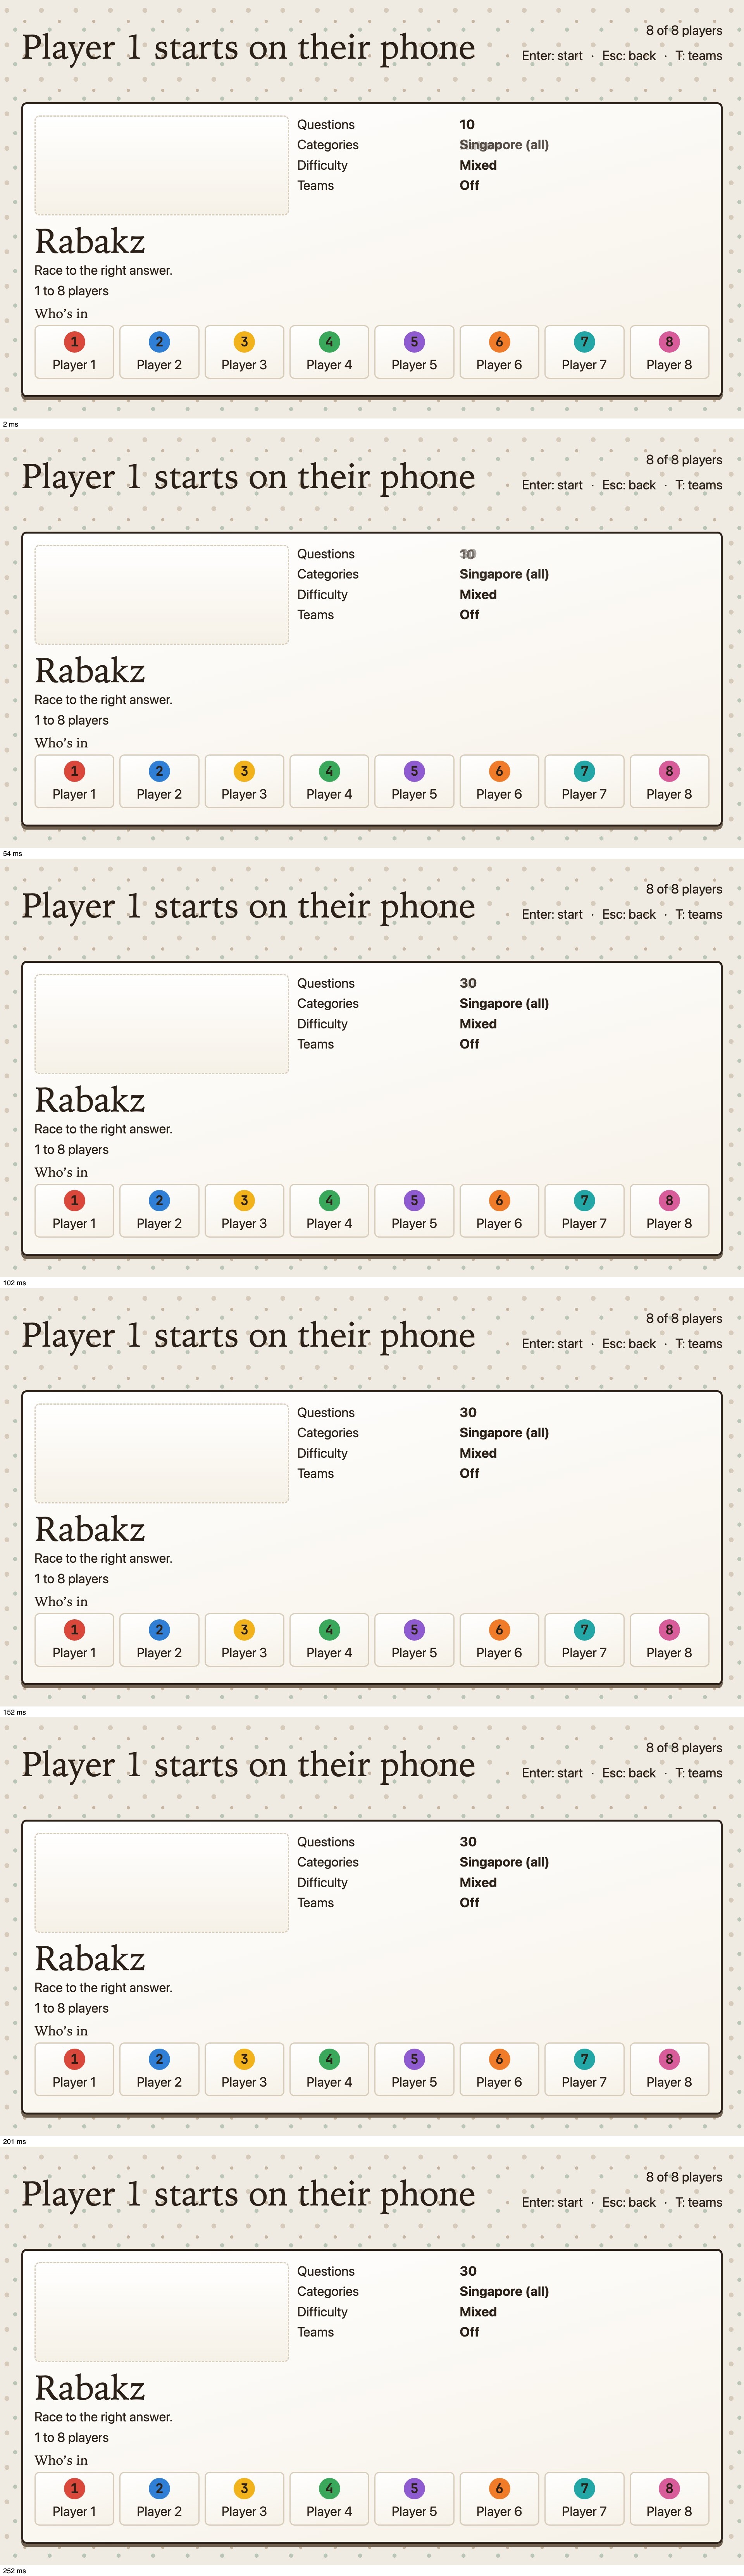 Player 1 starts on their phone
8 of 8 players
Enter: start · Esc: back · T: teams
Questions 10
Categories Singapore (all)
Difficulty Mixed
Teams Off
Rabakz
Race to the right answer.
1 to 8 players
Who's in
1 2 3 4 5 6 7 8
Player 1 Player 2 Player 3 Player 4 Player 5 Player 6 Player 7 Player 8
2 ms
Player 1 starts on their phone
8 of 8 players
Enter: start · Esc: back · T: teams
Questions
Categories Singapore (all)
Difficulty Mixed
Teams Off
Rabakz
Race to the right answer.
1 to 8 players
Who's in
1 2 3 4 5 6 7 8
Player 1 Player 2 Player 3 Player 4 Player 5 Player 6 Player 7 Player 8
54 ms
Player 1 starts on their phone
8 of 8 players
Enter: start · Esc: back · T: teams
Questions 30
Categories Singapore (all)
Difficulty Mixed
Teams Off
Rabakz
Race to the right answer.
1 to 8 players
Who's in
1 2 3 4 5 6 7 8
Player 1 Player 2 Player 3 Player 4 Player 5 Player 6 Player 7 Player 8
102 ms
Player 1 starts on their phone
8 of 8 players
Enter: start · Esc: back · T: teams
Questions 30
Categories Singapore (all)
Difficulty Mixed
Teams Off
Rabakz
Race to the right answer.
1 to 8 players
Who's in
1 2 3 4 5 6 7 8
Player 1 Player 2 Player 3 Player 4 Player 5 Player 6 Player 7 Player 8
152 ms
Player 1 starts on their phone
8 of 8 players
Enter: start · Esc: back · T: teams
Questions 30
Categories Singapore (all)
Difficulty Mixed
Teams Off
Rabakz
Race to the right answer.
1 to 8 players
Who's in
1 2 3 4 5 6 7 8
Player 1 Player 2 Player 3 Player 4 Player 5 Player 6 Player 7 Player 8
201 ms
Player 1 starts on their phone
8 of 8 players
Enter: start · Esc: back · T: teams
Questions 30
Categories Singapore (all)
Difficulty Mixed
Teams Off
Rabakz
Race to the right answer.
1 to 8 players
Who's in
1 2 3 4 5 6 7 8
Player 1 Player 2 Player 3 Player 4 Player 5 Player 6 Player 7 Player 8
252 ms